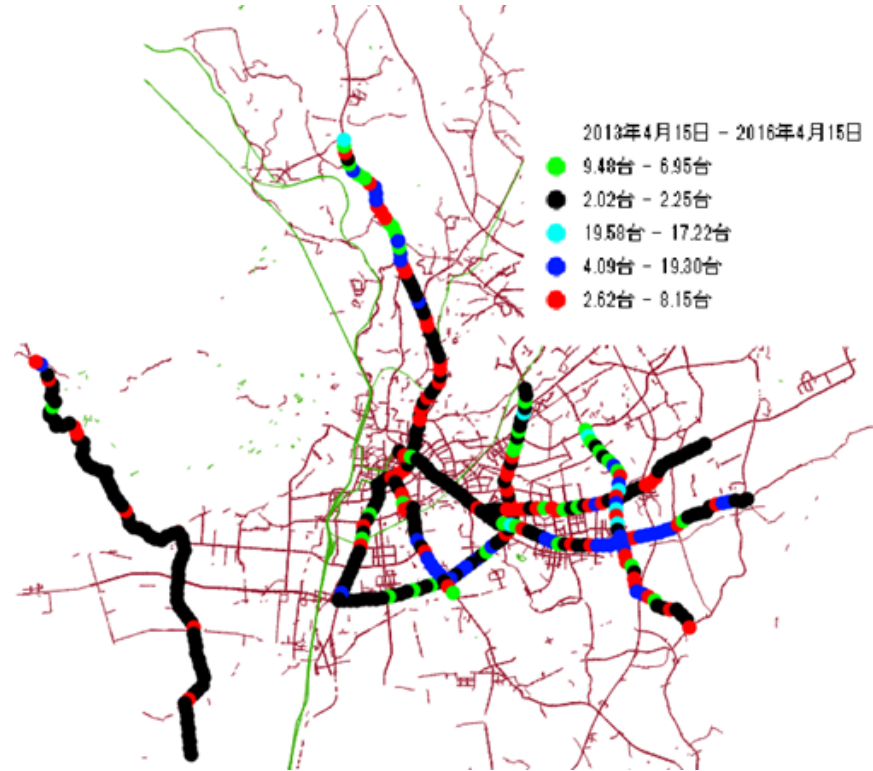 2013年4月15日 - 2016年4月15日
9.48台 - 6.95台
2.02台 - 2.25台
19.58台 - 17.22台
4.09台 - 19.30台
2.62台 - 8.15台